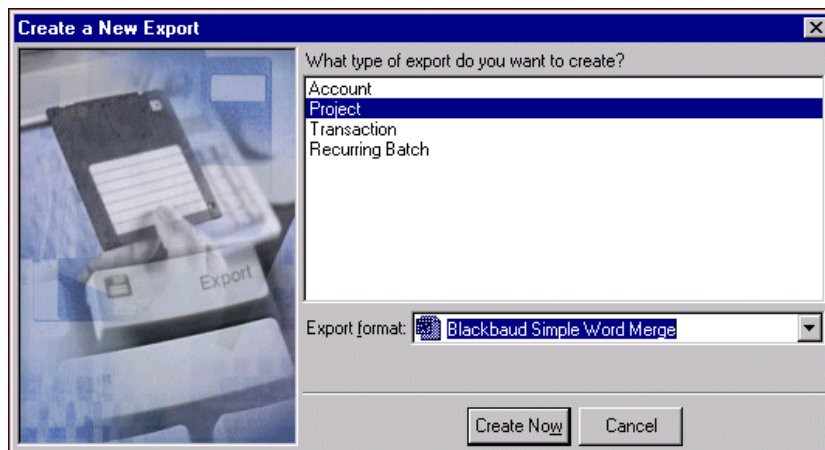 Create a New Export
What type of export do you want to create?
Account
Project
Transaction
Recurring Batch
Export
Export format: Blackbaud Simple Word Merge
Create Now Cancel